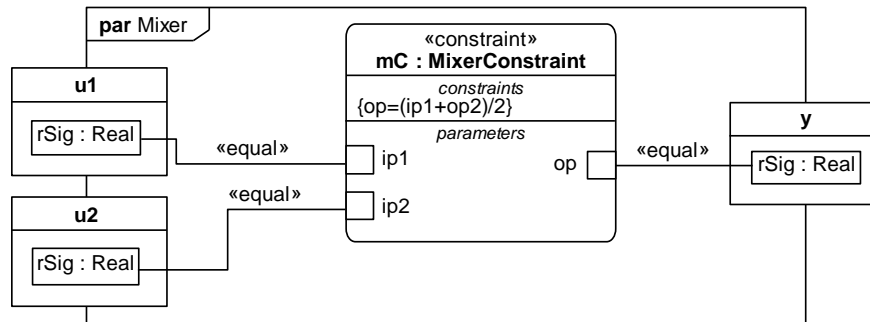 par Mixer
«constraint»
mC : MixerConstraint
constraints
{op=(ip1+op2)/2}
parameters
u1
rSig : Real
«equal»
ip1
op
«equal»
y
rSig : Real
u2
rSig : Real
«equal»
ip2